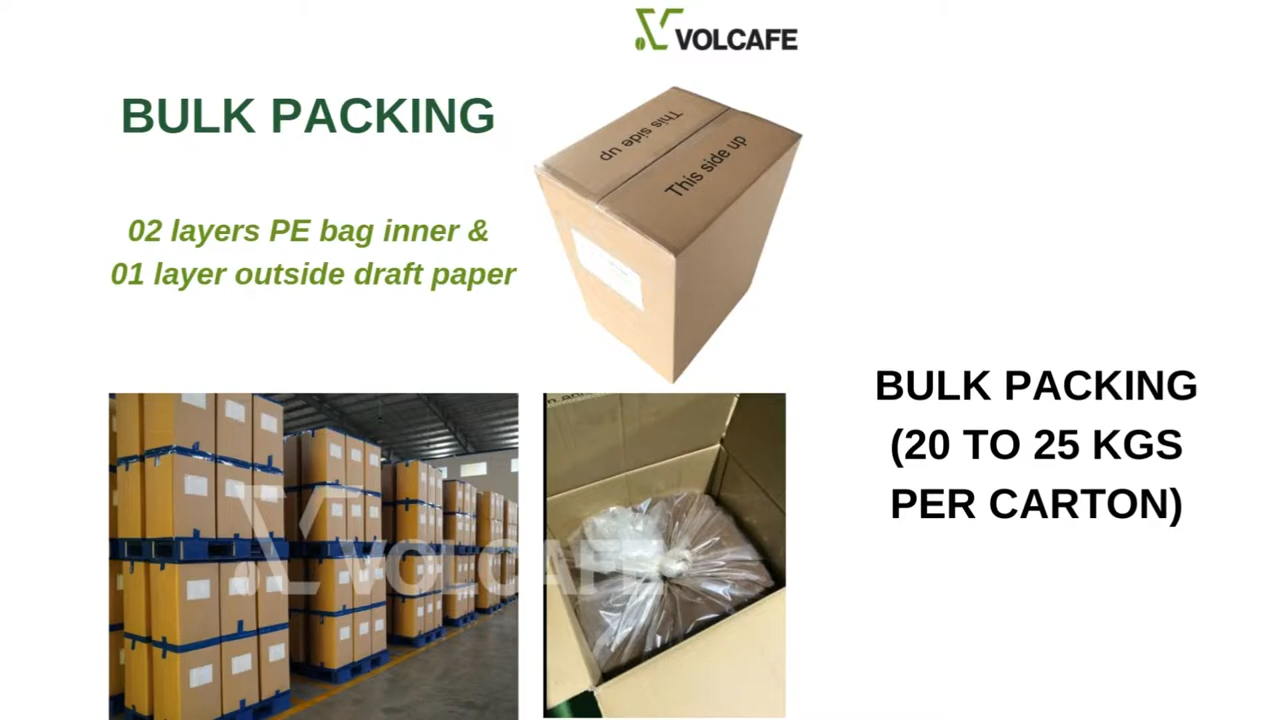 VOLCAFE
BULK PACKING
This side up
This side up
02 layers PE bag inner &
01 layer outside draft paper
BULK PACKING
(20 TO 25 KGS
PER CARTON)
VOLCAFE